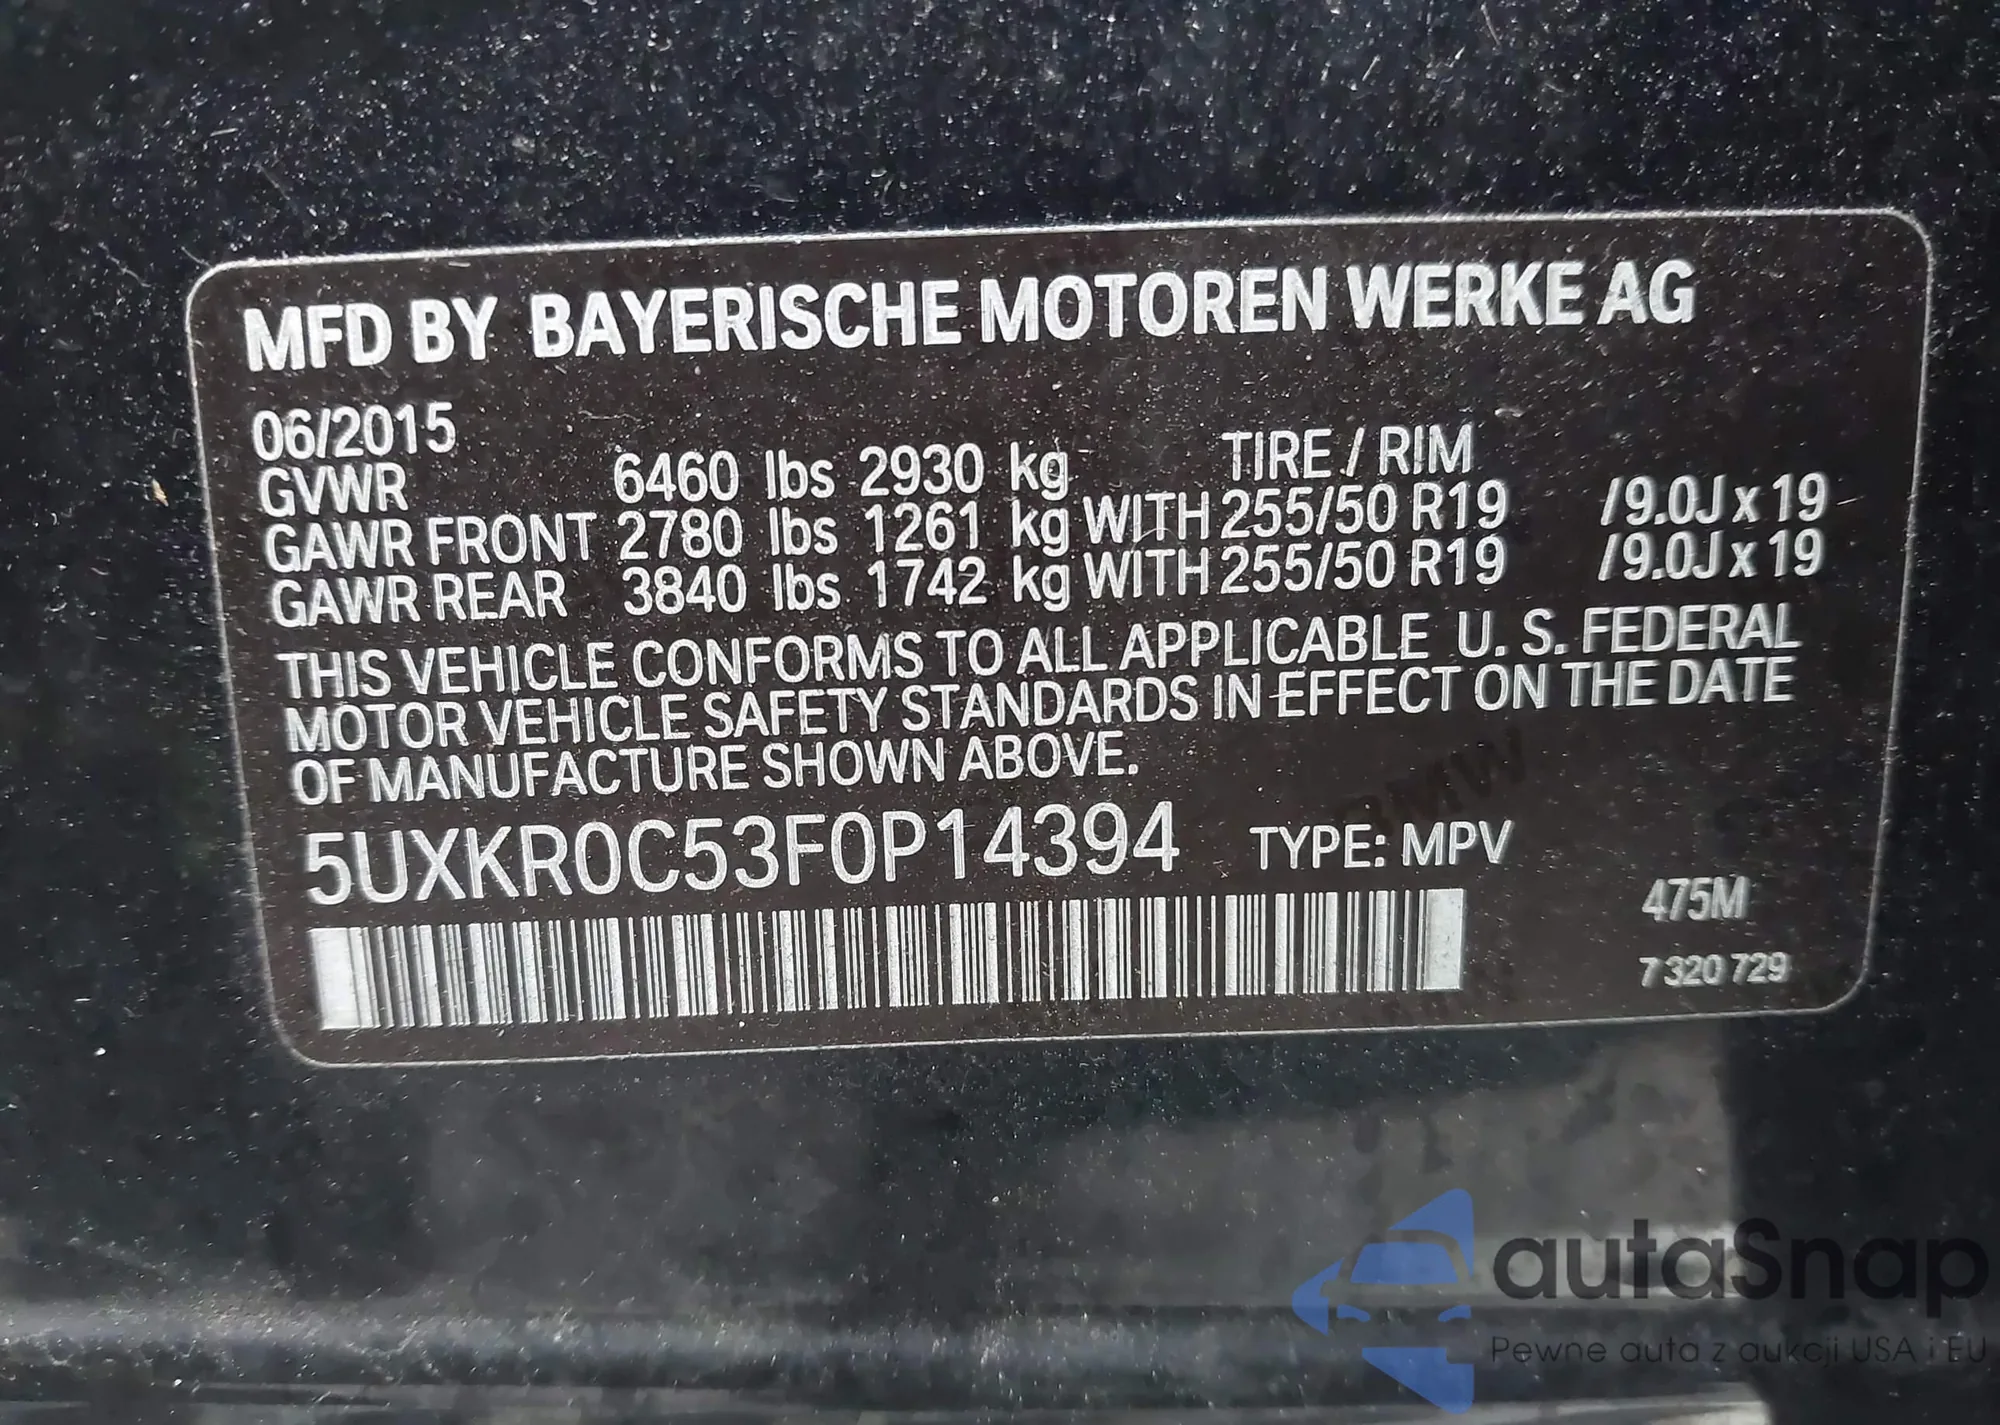 MFD BY BAYERISCHE MOTOREN WERKE AG
06/2015
GVWR 6460 lbs 2930 kg TIRE / RIM
GAWR FRONT 2780 lbs 1261 kg WITH 255/50 R19 /9.0J x 19
GAWR REAR 3840 lbs 1742 kg WITH 255/50 R19 /9.0J x 19
THIS VEHICLE CONFORMS TO ALL APPLICABLE U. S. FEDERAL
MOTOR VEHICLE SAFETY STANDARDS IN EFFECT ON THE DATE
OF MANUFACTURE SHOWN ABOVE.
5UXKR0C53F0P14394 TYPE: MPV
475M
7 320 729
BMW
autaSnap
Pewne auta z aukcji USA i EU